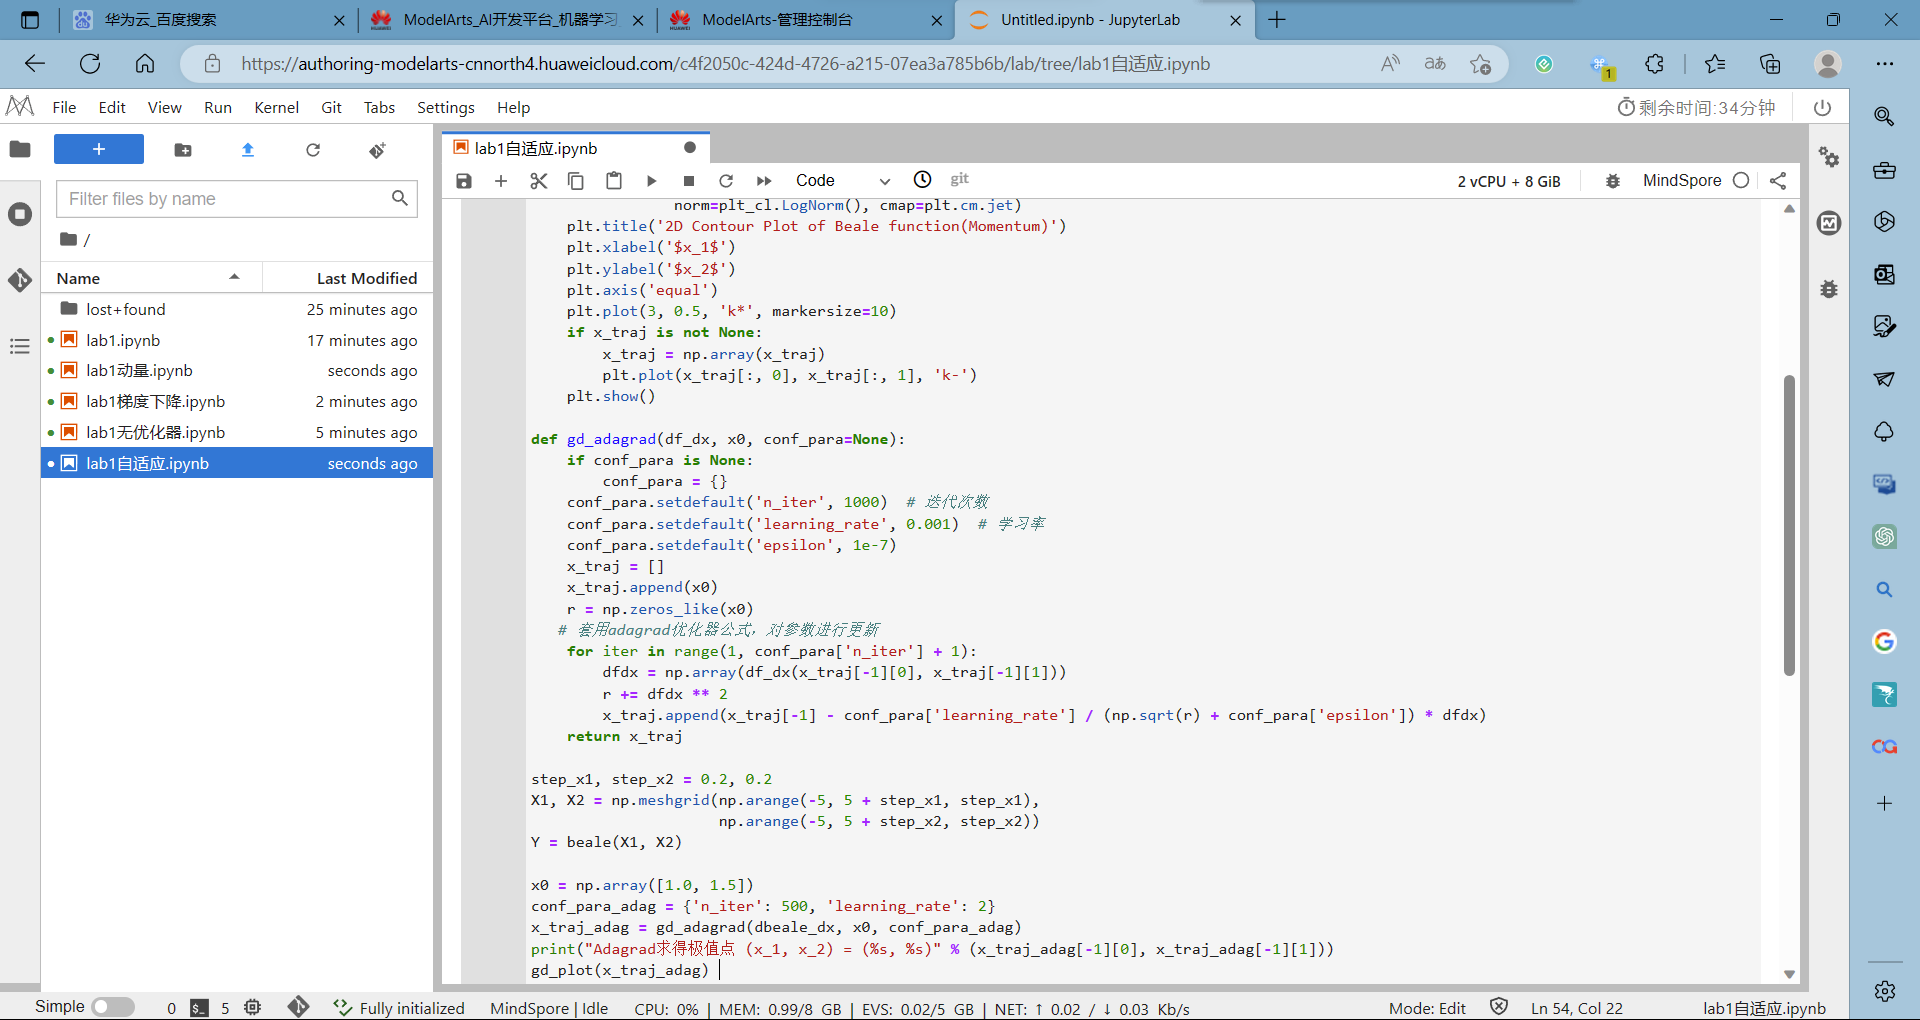 华为云_百度搜索
ModelArts_AI开发平台_机器学习
ModelArts-管理控制台
Untitled.ipynb - JupyterLab
https://authoring-modelarts-cnnorth4.huaweicloud.com/c4f2050c-424d-4726-a215-07ea3a785b6b/lab/tree/lab1自适应.ipynb
1
File Edit View Run Kernel Git Tabs Settings Help
剩余时间:34分钟
lab1自适应.ipynb
Code
git
2 vCPU + 8 GiB
MindSpore
Filter files by name
/
Name Last Modified
lost+found 25 minutes ago
lab1.ipynb 17 minutes ago
lab1动量.ipynb seconds ago
lab1梯度下降.ipynb 2 minutes ago
lab1无优化器.ipynb 5 minutes ago
lab1自适应.ipynb seconds ago
norm=plt_cl.LogNorm(), cmap=plt.cm.jet)
plt.title('2D Contour Plot of Beale function(Momentum)')
plt.xlabel('$x_1$')
plt.ylabel('$x_2$')
plt.axis('equal')
plt.plot(3, 0.5, 'k*', markersize=10)
if x_traj is not None:
x_traj = np.array(x_traj)
plt.plot(x_traj[:, 0], x_traj[:, 1], 'k-')
plt.show()
def gd_adagrad(df_dx, x0, conf_para=None):
if conf_para is None:
conf_para = {}
conf_para.setdefault('n_iter', 1000) # 迭代次数
conf_para.setdefault('learning_rate', 0.001) # 学习率
conf_para.setdefault('epsilon', 1e-7)
x_traj = []
x_traj.append(x0)
r = np.zeros_like(x0)
# 套用adagrad优化器公式，对参数进行更新
for iter in range(1, conf_para['n_iter'] + 1):
dfdx = np.array(df_dx(x_traj[-1][0], x_traj[-1][1]))
r += dfdx ** 2
x_traj.append(x_traj[-1] - conf_para['learning_rate'] / (np.sqrt(r) + conf_para['epsilon']) * dfdx)
return x_traj
step_x1, step_x2 = 0.2, 0.2
X1, X2 = np.meshgrid(np.arange(-5, 5 + step_x1, step_x1),
np.arange(-5, 5 + step_x2, step_x2))
Y = beale(X1, X2)
x0 = np.array([1.0, 1.5])
conf_para_adag = {'n_iter': 500, 'learning_rate': 2}
x_traj_adag = gd_adagrad(dbeale_dx, x0, conf_para_adag)
print("Adagrad求得极值点 (x_1, x_2) = (%s, %s)" % (x_traj_adag[-1][0], x_traj_adag[-1][1]))
gd_plot(x_traj_adag)
Simple 0 5 Fully initialized MindSpore | Idle CPU: 0% | MEM: 0.99/8 GB | EVS: 0.02/5 GB | NET: ↑ 0.02 / ↓ 0.03 Kb/s Mode: Edit Ln 54, Col 22 lab1自适应.ipynb